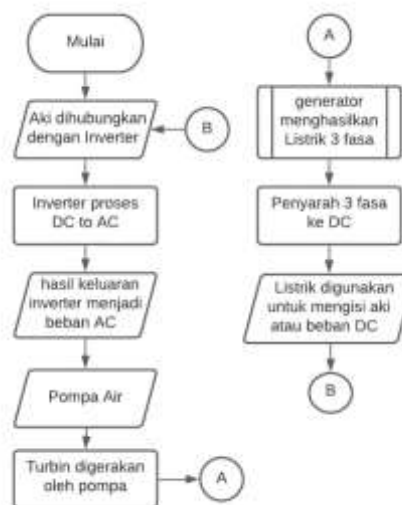 Mulai
Aki dihubungkan
dengan Inverter
B
Inverter proses
DC to AC
hasil keluaran
inverter menjadi
beban AC
Pompa Air
Turbin digerakan
oleh pompa
A
A
generator
menghasilkan
Listrik 3 fasa
Penyarah 3 fasa
ke DC
Listrik digunakan
untuk mengisi aki
atau beban DC
B